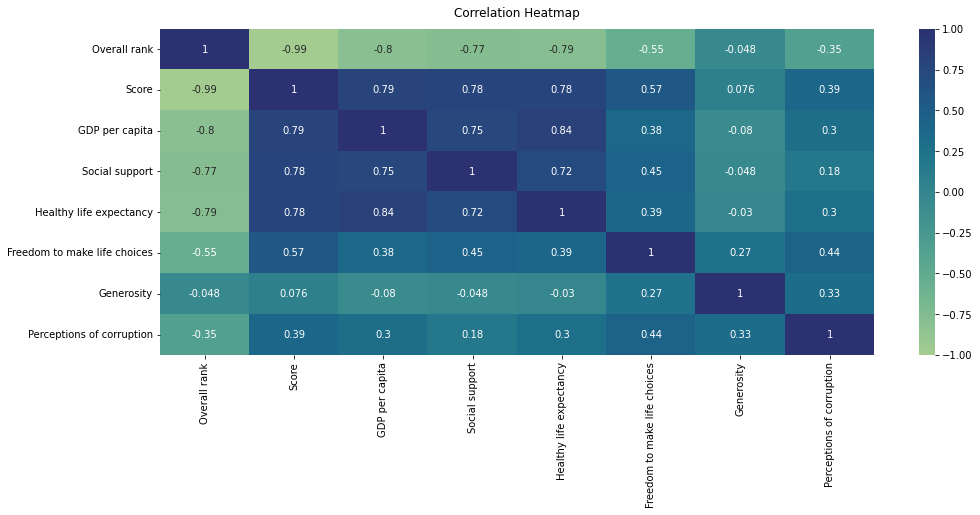 Correlation Heatmap
Overall rank 1 -0.99 -0.8 -0.77 -0.79 -0.55 -0.048 -0.35
Score -0.99 1 0.79 0.78 0.78 0.57 0.076 0.39
GDP per capita -0.8 0.79 1 0.75 0.84 0.38 -0.08 0.3
Social support -0.77 0.78 0.75 1 0.72 0.45 -0.048 0.18
Healthy life expectancy -0.79 0.78 0.84 0.72 1 0.39 -0.03 0.3
Freedom to make life choices -0.55 0.57 0.38 0.45 0.39 1 0.27 0.44
Generosity -0.048 0.076 -0.08 -0.048 -0.03 0.27 1 0.33
Perceptions of corruption -0.35 0.39 0.3 0.18 0.3 0.44 0.33 1
Overall rank
Score
GDP per capita
Social support
Healthy life expectancy
Freedom to make life choices
Generosity
Perceptions of corruption
1.00
0.75
0.50
0.25
0.00
−0.25
−0.50
−0.75
−1.00